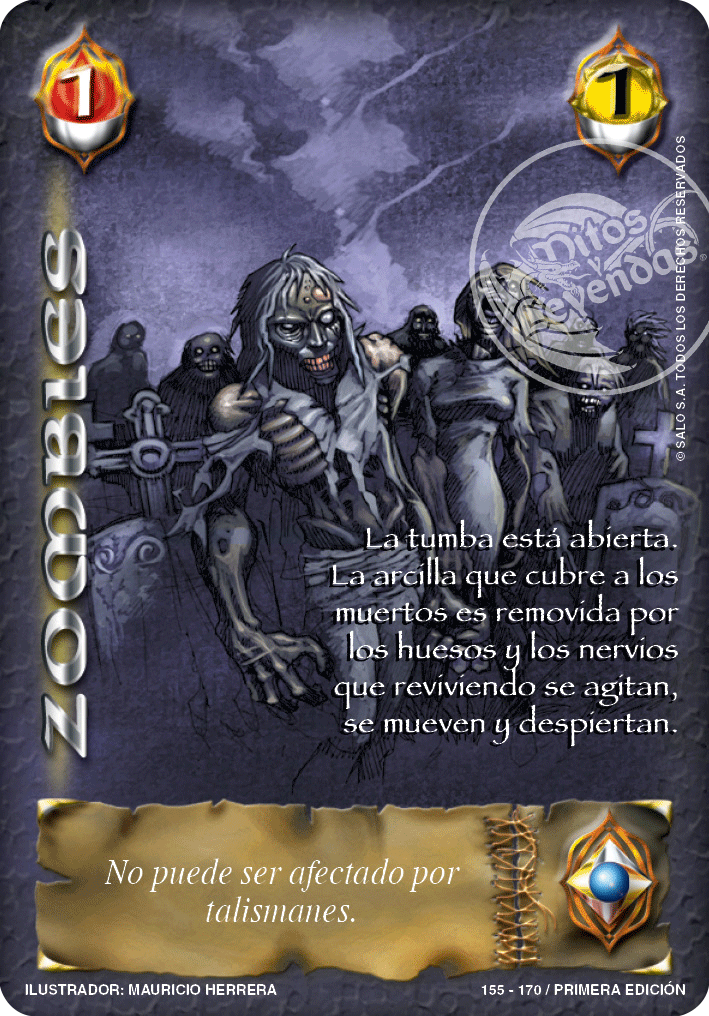 1
1
Mitos
y
Leyendas®
© SALO S.A. TODOS LOS DERECHOS RESERVADOS
ZOMBIES
La tumba está abierta.
La arcilla que cubre a los
muertos es removida por
los huesos y los nervios
que reviviendo se agitan,
se mueven y despiertan.
No puede ser afectado por
talismanes.
ILUSTRADOR: MAURICIO HERRERA
155 - 170 / PRIMERA EDICIÓN